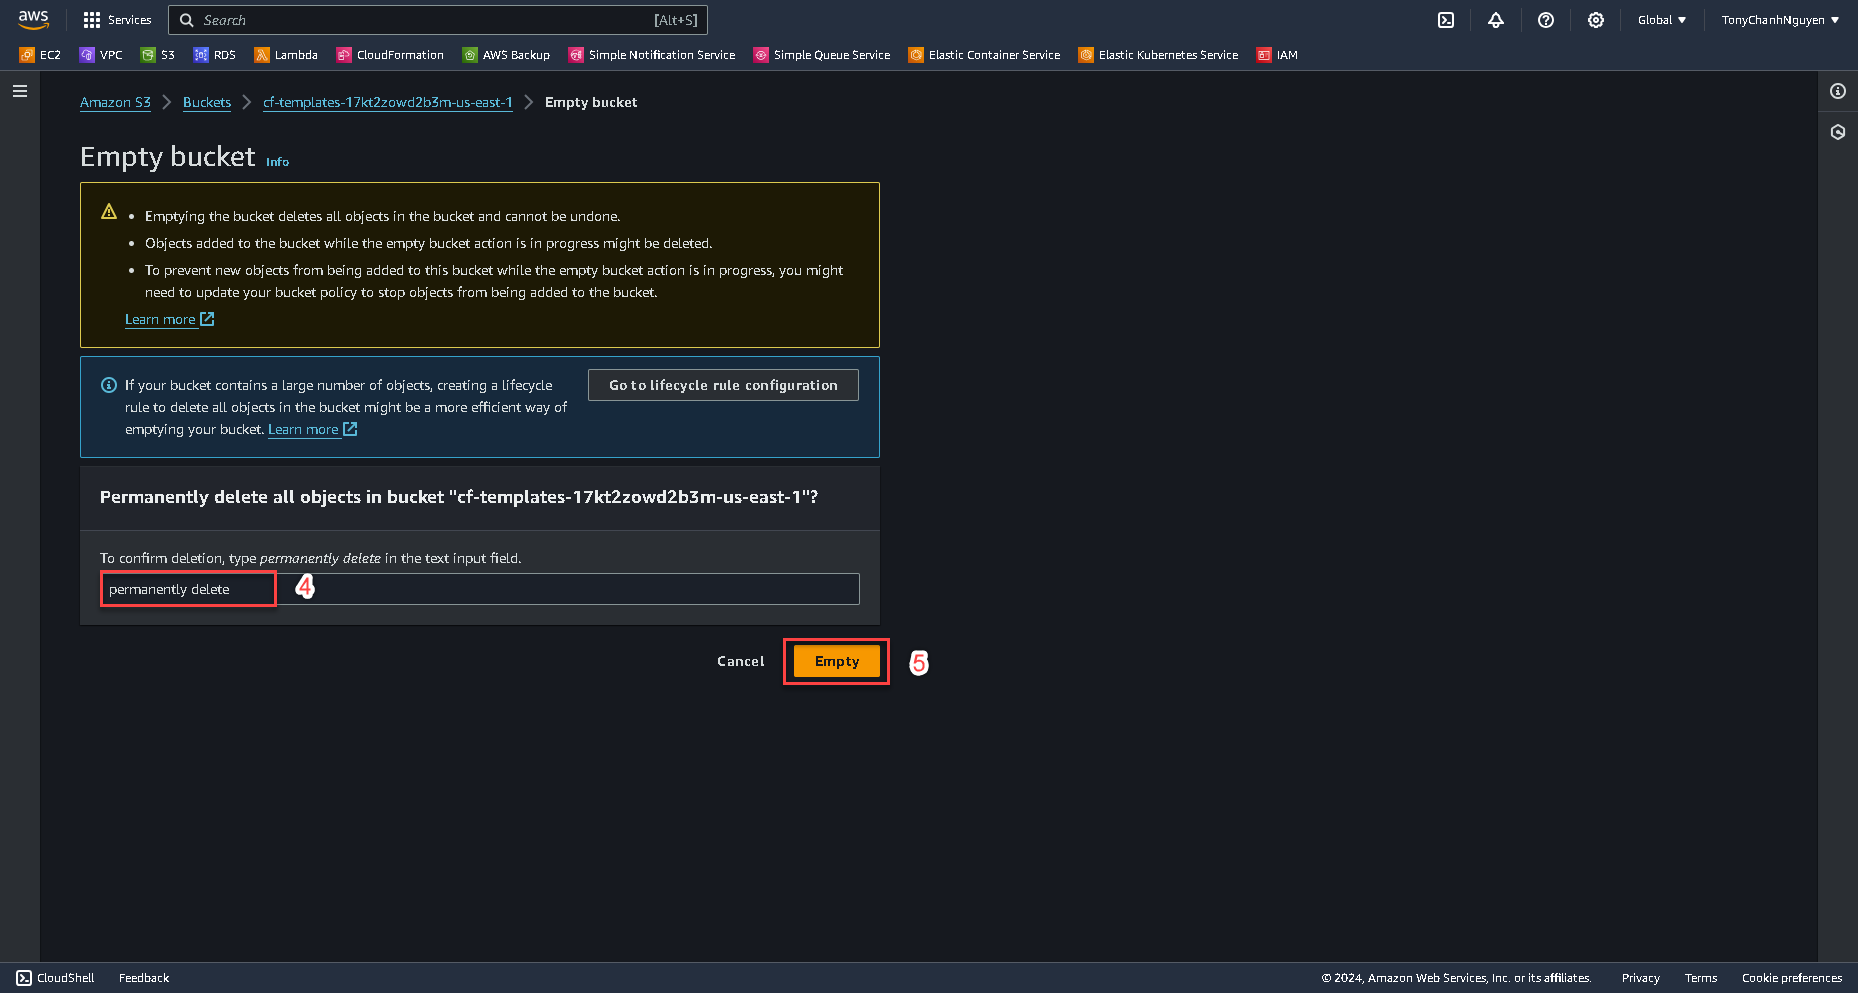 aws
Services
Search
[Alt+S]
Global
TonyChanhNguyen
EC2
VPC
S3
RDS
Lambda
CloudFormation
AWS Backup
Simple Notification Service
Simple Queue Service
Elastic Container Service
Elastic Kubernetes Service
IAM
Amazon S3
Buckets
cf-templates-17kt2zowd2b3m-us-east-1
Empty bucket
Empty bucket Info
Emptying the bucket deletes all objects in the bucket and cannot be undone.
Objects added to the bucket while the empty bucket action is in progress might be deleted.
To prevent new objects from being added to this bucket while the empty bucket action is in progress, you might
need to update your bucket policy to stop objects from being added to the bucket.
Learn more
If your bucket contains a large number of objects, creating a lifecycle
rule to delete all objects in the bucket might be a more efficient way of
emptying your bucket. Learn more
Go to lifecycle rule configuration
Permanently delete all objects in bucket "cf-templates-17kt2zowd2b3m-us-east-1"?
To confirm deletion, type permanently delete in the text input field.
permanently delete
4
Cancel
Empty
5
CloudShell
Feedback
© 2024, Amazon Web Services, Inc. or its affiliates.
Privacy
Terms
Cookie preferences